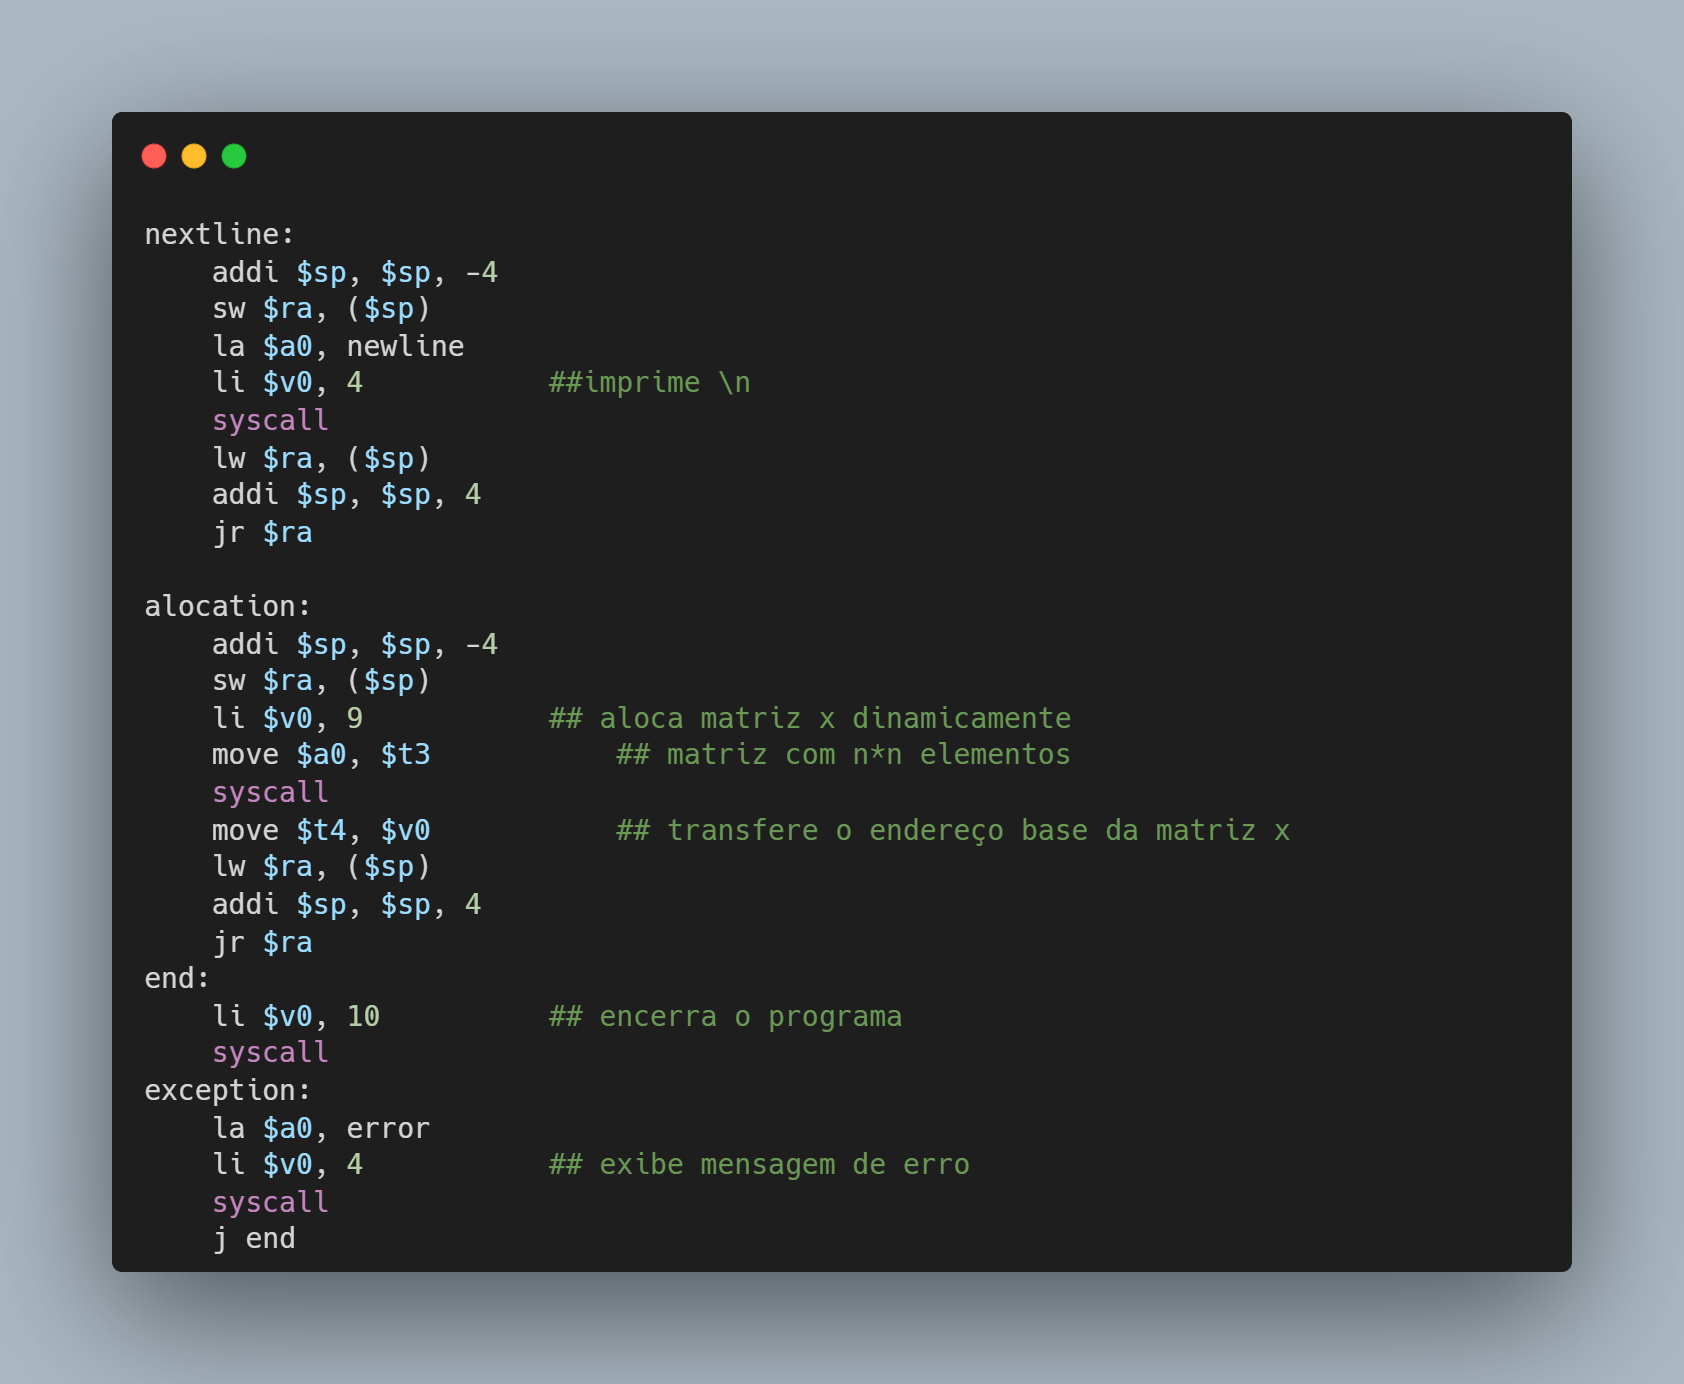 nextline:
    addi $sp, $sp, -4
    sw $ra, ($sp)
    la $a0, newline
    li $v0, 4           ##imprime \n
    syscall
    lw $ra, ($sp)
    addi $sp, $sp, 4
    jr $ra

alocation:
    addi $sp, $sp, -4
    sw $ra, ($sp)
    li $v0, 9           ## aloca matriz x dinamicamente
    move $a0, $t3           ## matriz com n*n elementos
    syscall
    move $t4, $v0           ## transfere o endereço base da matriz x
    lw $ra, ($sp)
    addi $sp, $sp, 4
    jr $ra
end:
    li $v0, 10          ## encerra o programa
    syscall
exception:
    la $a0, error
    li $v0, 4           ## exibe mensagem de erro
    syscall
    j end